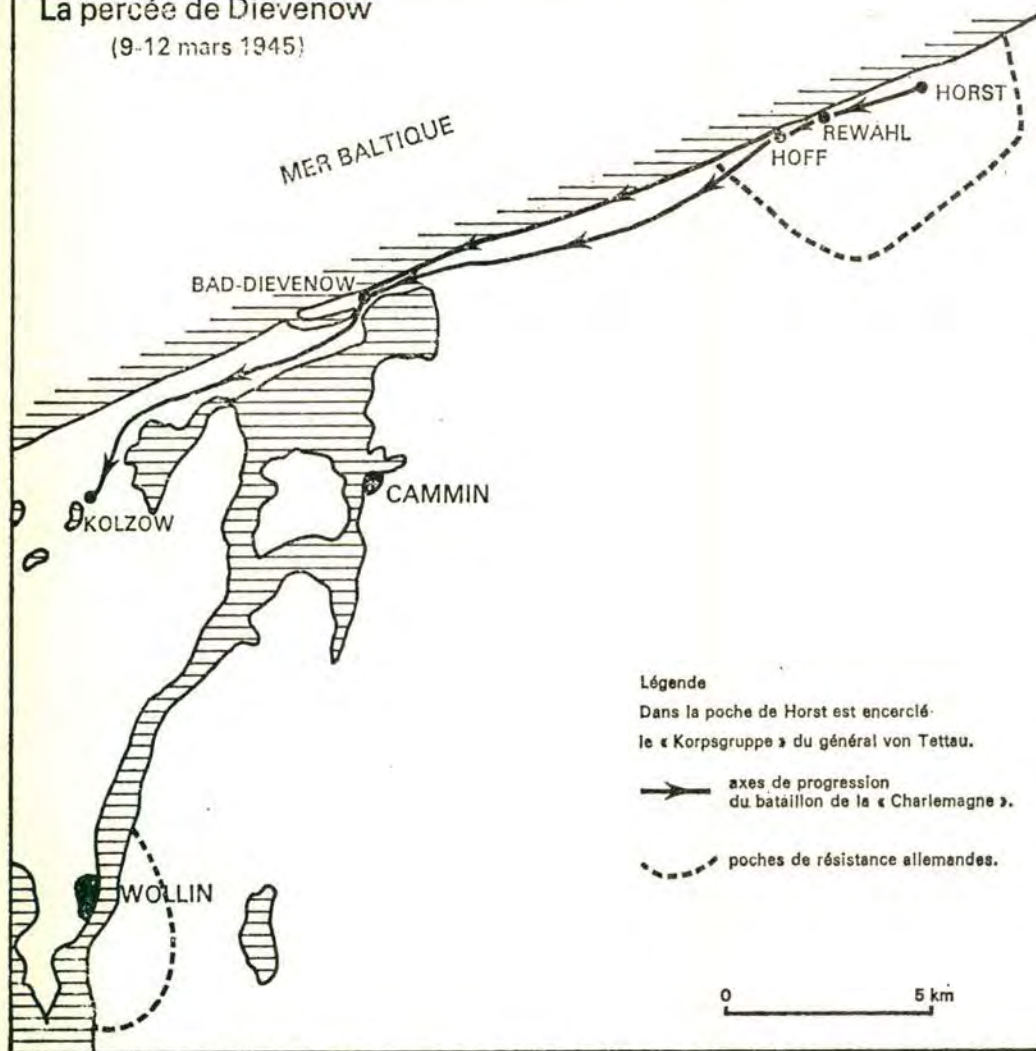 La percée de Dievenow
(9-12 mars 1945)
HORST
REWAHL
HOFF
MER BALTIQUE
BAD-DIEVENOW
CAMMIN
KOLZOW
Légende
Dans la poche de Horst est encerclé
le « Korpsgruppe » du général von Tettau.
axes de progression
du bataillon de la « Charlemagne ».
poches de résistance allemandes.
WOLLIN
0 5 km